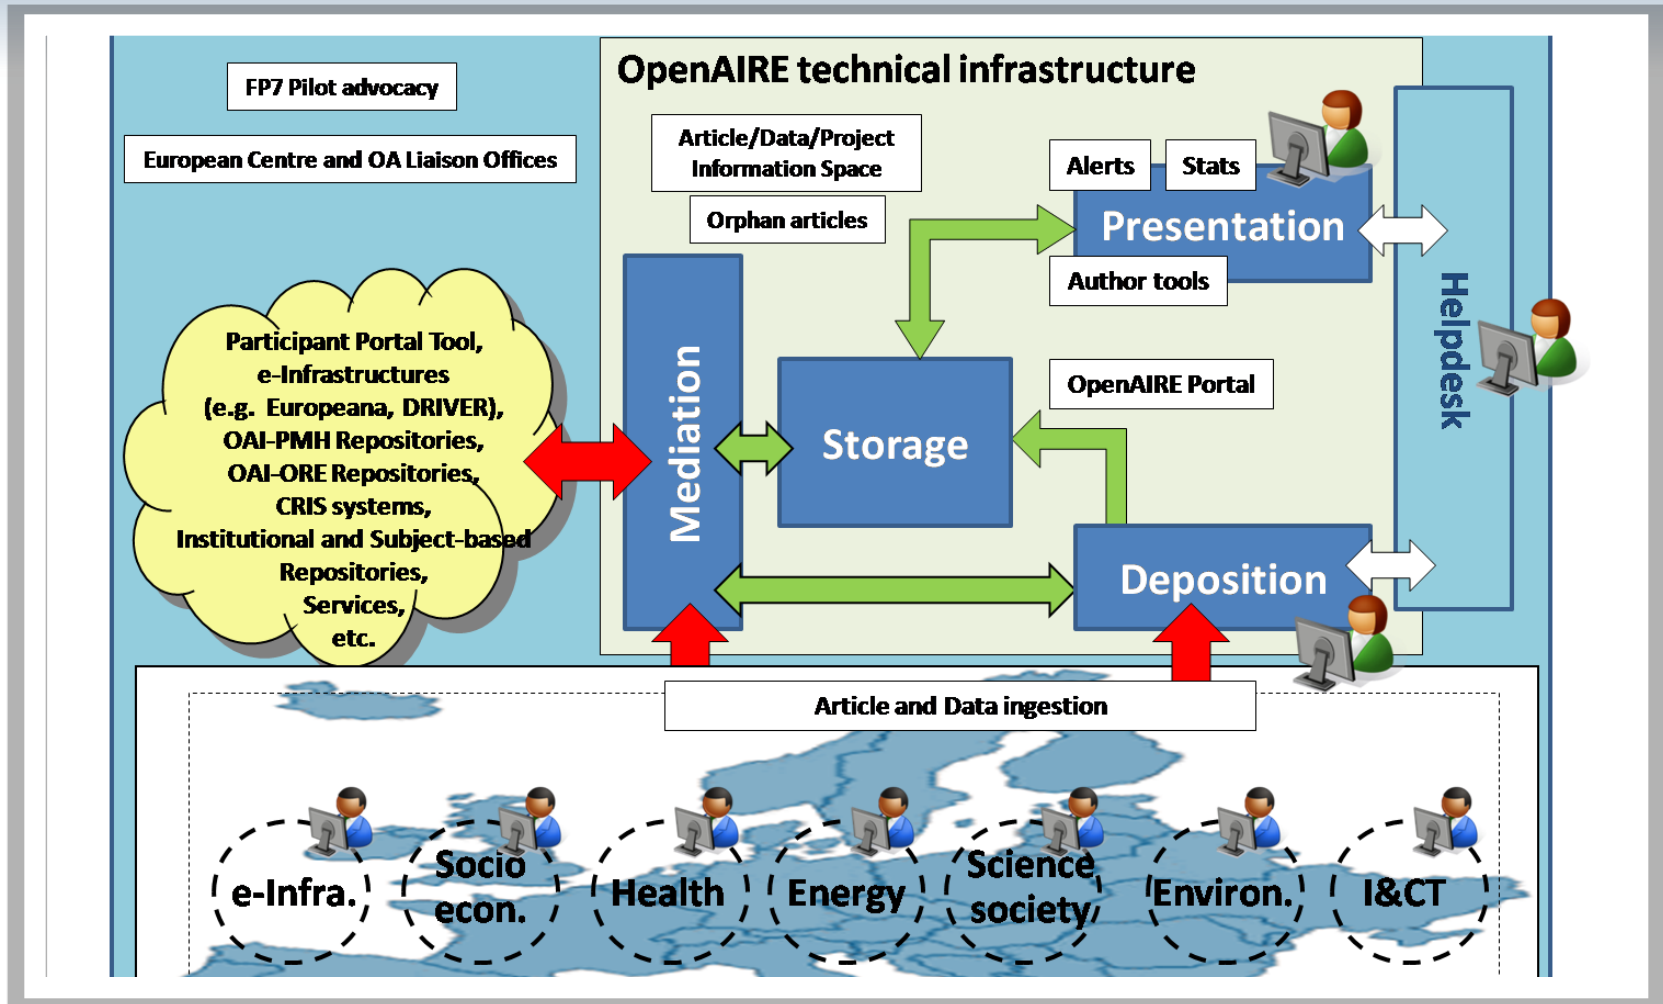 OpenAIRE technical infrastructure
FP7 Pilot advocacy
European Centre and OA Liaison Offices
Article/Data/Project
Information Space
Orphan articles
Alerts
Stats
Presentation
Author tools
Helpdesk
Participant Portal Tool,
e-Infrastructures
(e.g. Europeana, DRIVER),
OAI-PMH Repositories,
OAI-ORE Repositories,
CRIS systems,
Institutional and Subject-based
Repositories,
Services,
etc.
Mediation
Storage
OpenAIRE Portal
Deposition
Article and Data ingestion
e-Infra.
Socio
econ.
Health
Energy
Science
society
Environ.
I&CT